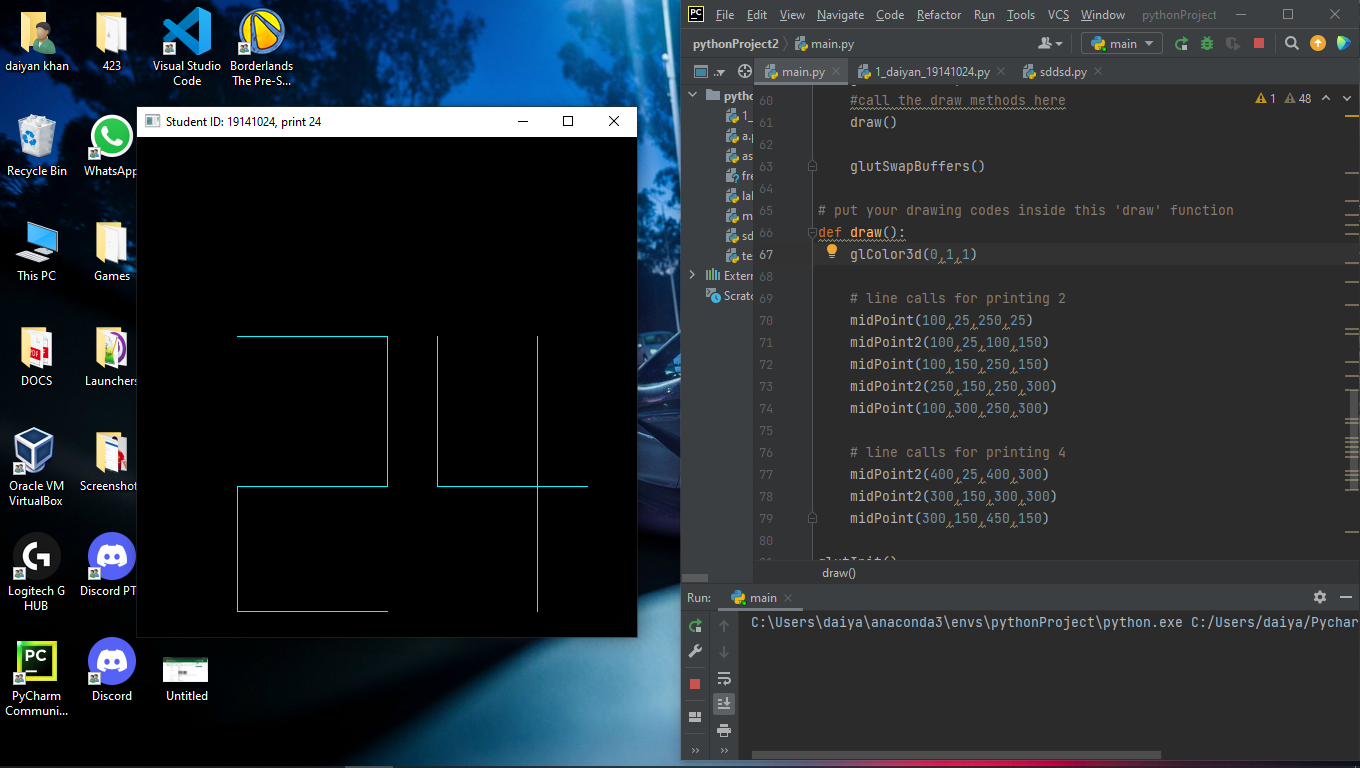 daiyan khan
423
Visual Studio
Code
Borderlands
The Pre-S...
Recycle Bin
WhatsApp
This PC
Games
DOCS
Launchers
Oracle VM
VirtualBox
Screenshot
Logitech G
HUB
Discord PT
PyCharm
Communi...
Discord
Untitled
Student ID: 19141024, print 24
PC
File Edit View Navigate Code Refactor Run Tools VCS Window pythonProject
pythonProject2 main.py
main
main.py 1_daiyan_19141024.py sddsd.py
pytho
1_
a.p
as
fre
lal
m
sd
te
Extern
Scratc
1 48
60 #call the draw methods here
61 draw()
62
63 glutSwapBuffers()
64
65 # put your drawing codes inside this 'draw' function
66 def draw():
67 glColor3d(0,1,1)
68
69 # line calls for printing 2
70 midPoint(100,25,250,25)
71 midPoint2(100,25,100,150)
72 midPoint(100,150,250,150)
73 midPoint2(250,150,250,300)
74 midPoint(100,300,250,300)
75
76 # line calls for printing 4
77 midPoint2(400,25,400,300)
78 midPoint2(300,150,300,300)
79 midPoint(300,150,450,150)
80
draw()
Run: main
C:\Users\daiya\anaconda3\envs\pythonProject\python.exe C:/Users/daiya/Pychar